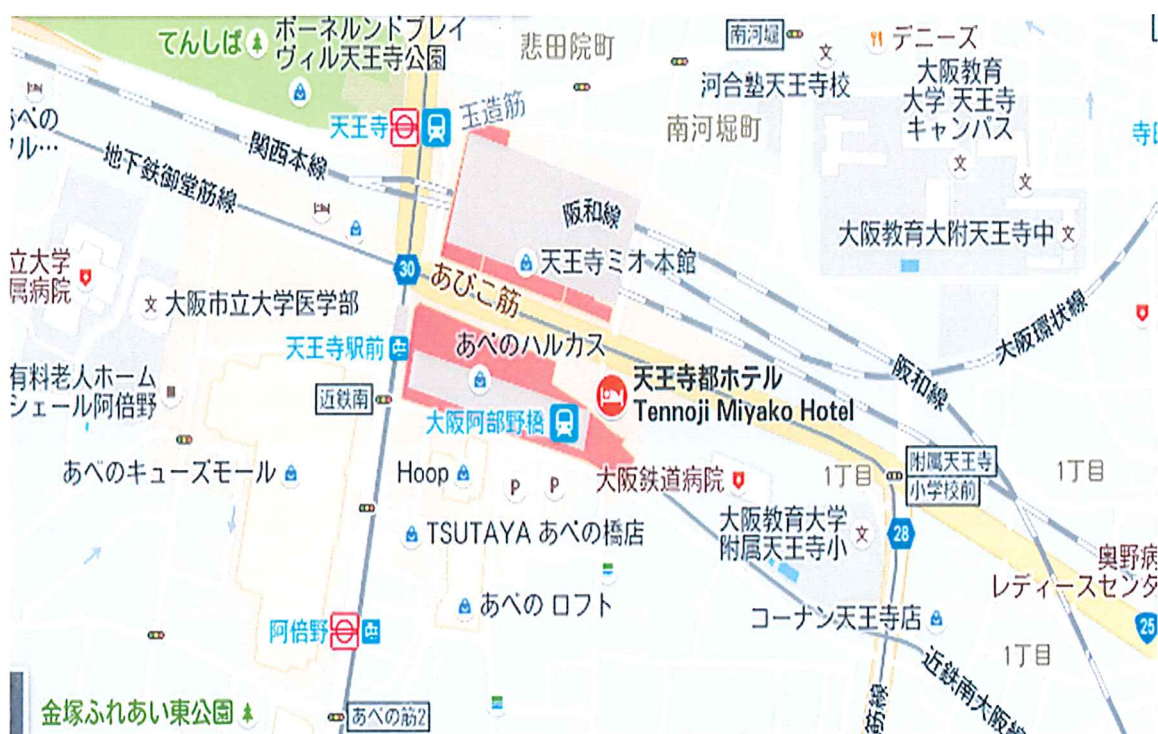 てんしば
ボーネルンドプレイ
ヴィル天王寺公園
悲田院町
南河堀
デニーズ
河合塾天王寺校
大阪教育
大学 天王寺
キャンパス
天王寺
玉造筋
南河堀町
あべの
関西本線
地下鉄御堂筋線
阪和線
大阪教育大附天王寺中
天王寺ミオ 本館
30
あびこ筋
立大学
属病院
大阪市立大学医学部
天王寺駅前
あべのハルカス
大阪環状線
阪和線
有料老人ホーム
シェール阿倍野
近鉄南
天王寺都ホテル
Tennoji Miyako Hotel
大阪阿部野橋
あべのキューズモール
Hoop
P
P
大阪鉄道病院
1丁目
附属天王寺
小学校前
1丁目
TSUTAYA あべの橋店
大阪教育大学
附属天王寺小
28
奥野病
レディースセンタ
あべの ロフト
コーナン天王寺店
25
阿倍野
1丁目
近鉄南大阪線
筋線
金塚ふれあい東公園
あべの筋2